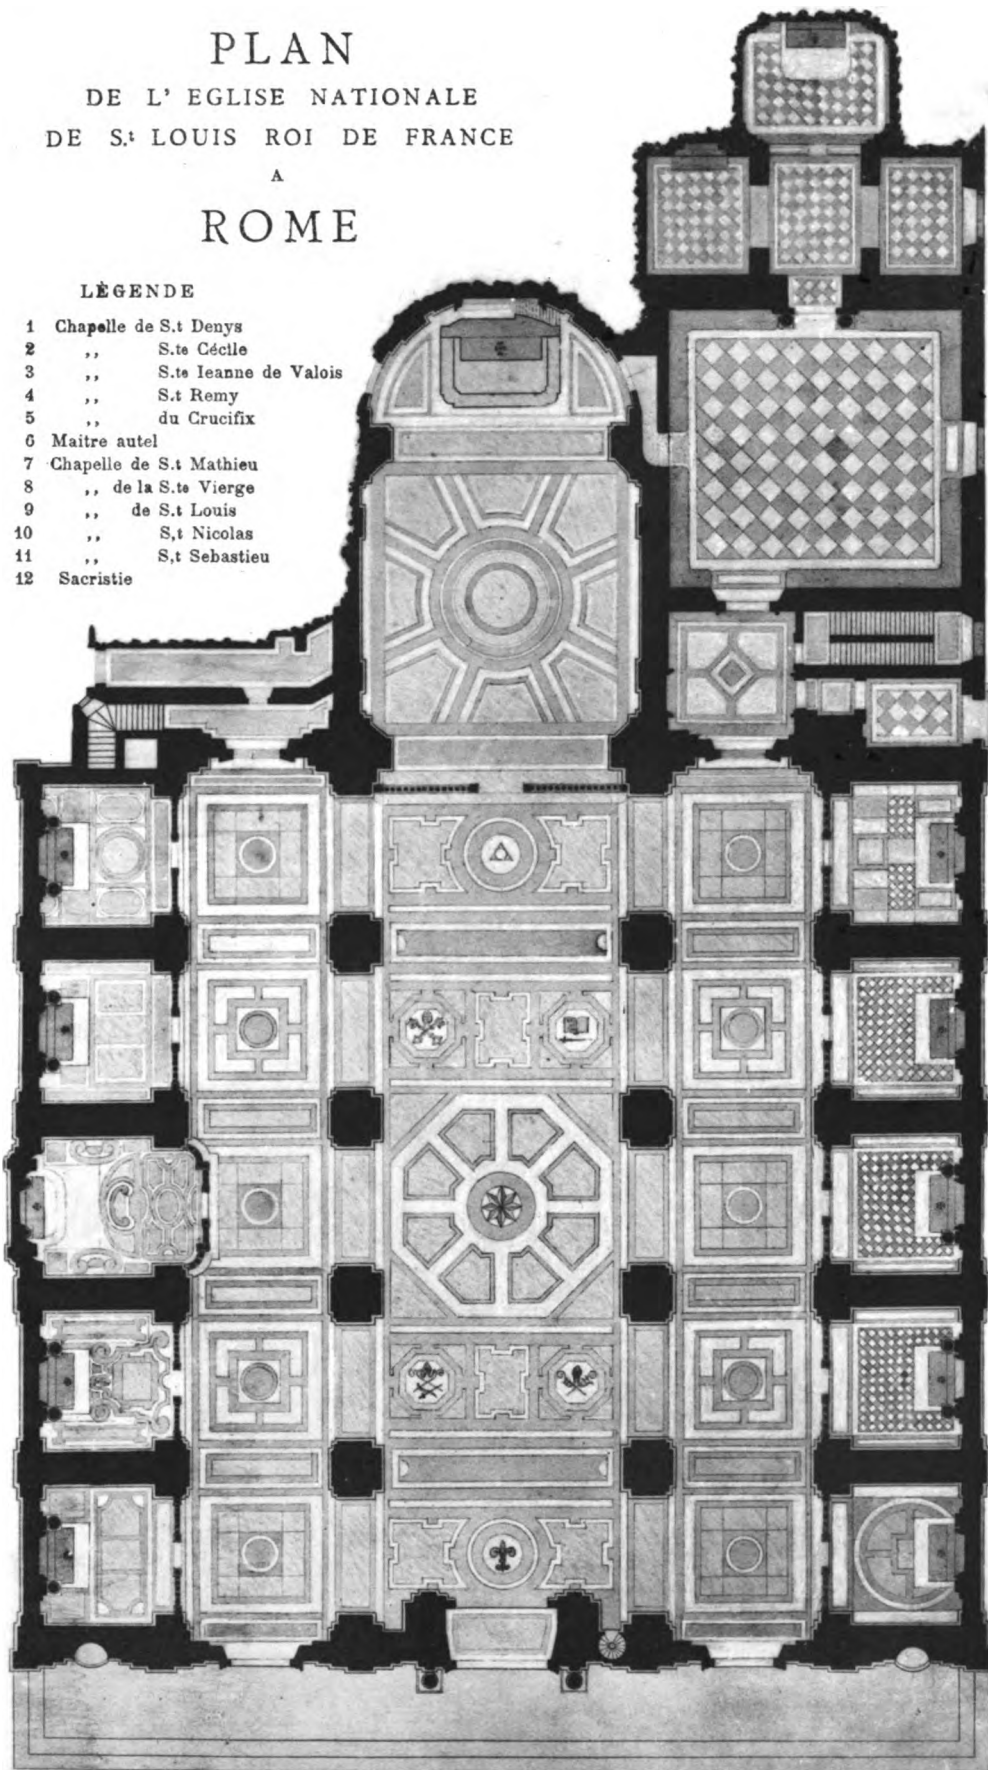 PLAN
DE L' EGLISE NATIONALE
DE S.t LOUIS ROI DE FRANCE
A
ROME
LÈGENDE
1 Chapelle de S.t Denys
2 ,, S.te Cécile
3 ,, S.te Ieanne de Valois
4 ,, S.t Remy
5 ,, du Crucifix
6 Maitre autel
7 Chapelle de S.t Mathieu
8 ,, de la S.te Vierge
9 ,, de S.t Louis
10 ,, S,t Nicolas
11 ,, S,t Sebastieu
12 Sacristie